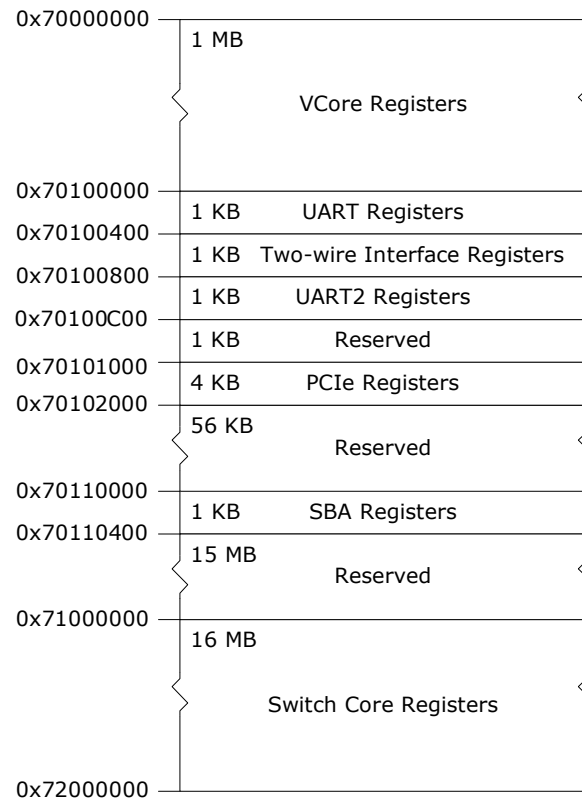 0x70000000
1 MB
VCore Registers
0x70100000
1 KB UART Registers
0x70100400
1 KB Two-wire Interface Registers
0x70100800
1 KB UART2 Registers
0x70100C00
1 KB Reserved
0x70101000
4 KB PCIe Registers
0x70102000
56 KB
Reserved
0x70110000
1 KB SBA Registers
0x70110400
15 MB
Reserved
0x71000000
16 MB
Switch Core Registers
0x72000000